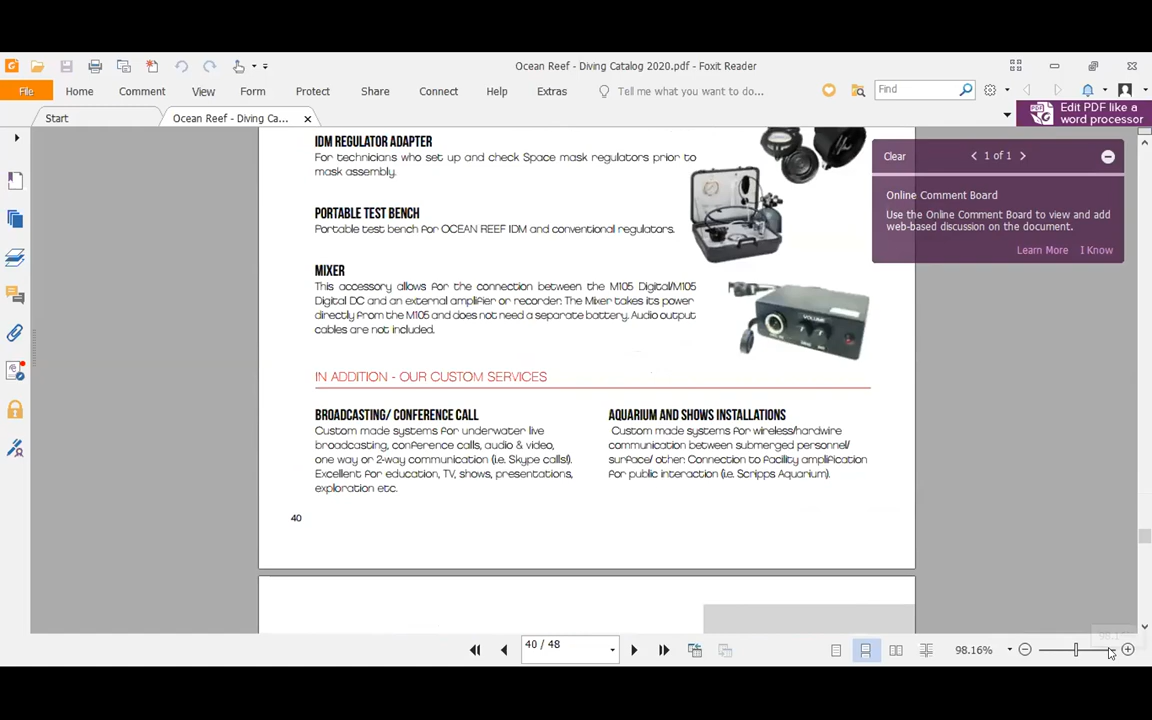 Ocean Reef - Diving Catalog 2020.pdf - Foxit Reader
File Home Comment View Form Protect Share Connect Help Extras Tell me what you want to do... Find
Start Ocean Reef - Diving Ca... Edit PDF like a
word processor
IDM REGULATOR ADAPTER
For technicians who set up and check Space mask regulators prior to
mask assembly.
PORTABLE TEST BENCH
Portable test bench for OCEAN REEF IDM and conventional regulators.
MIXER
This accessory allows for the connection between the M105 Digital/M105
Digital DC and an external amplifier or recorder. The Mixer takes its power
directly from the M105 and does not need a separate battery. Audio output
cables are not included.
VOLUME
Clear 1 of 1
Online Comment Board
Use the Online Comment Board to view and add
web-based discussion on the document.
Learn More I Know
IN ADDITION - OUR CUSTOM SERVICES
BROADCASTING/ CONFERENCE CALL
Custom made systems for underwater live
broadcasting, conference calls, audio & video,
one way or 2-way communication (i.e. Skype calls!).
Excellent for education, TV, shows, presentations,
exploration etc.
AQUARIUM AND SHOWS INSTALLATIONS
Custom made systems for wireless/hardwire
communication between submerged personnel/
surface/ other. Connection to facility amplification
for public interaction (i.e. Scripps Aquarium).
40
40 / 48
98.16%